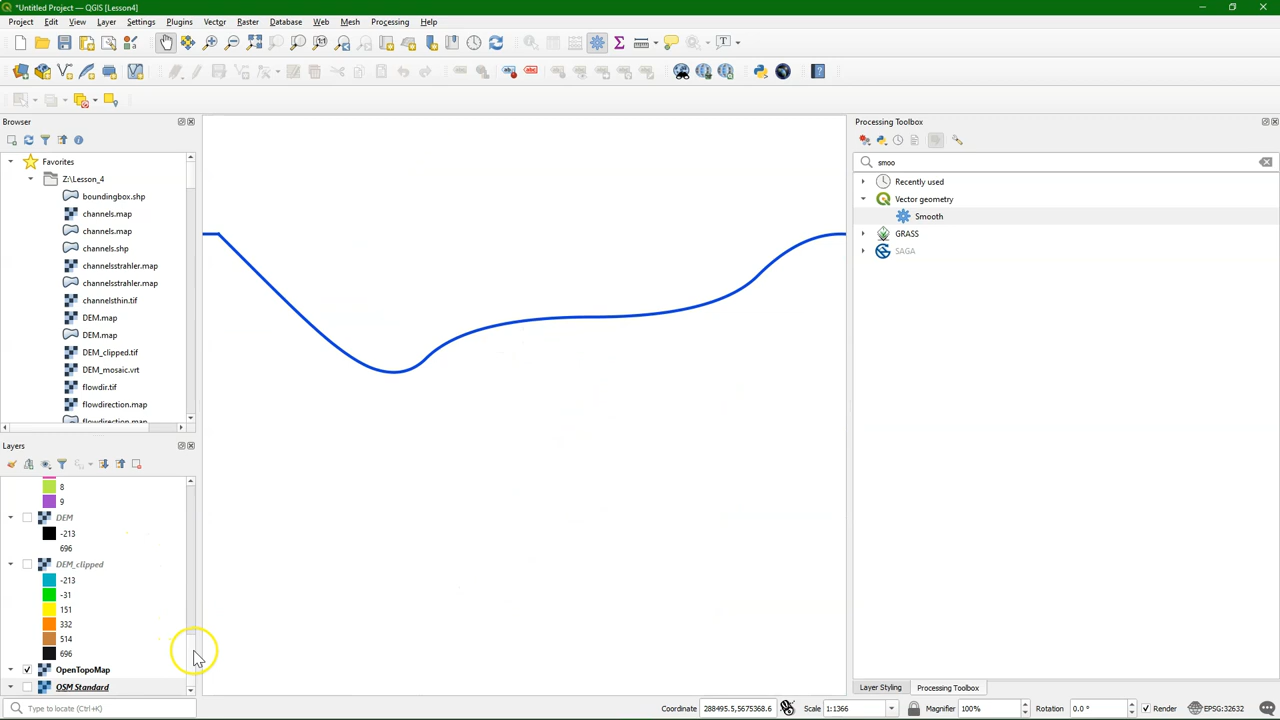 *Untitled Project — QGIS [Lesson4]
Project Edit View Layer Settings Plugins Vector Raster Database Web Mesh Processing Help
Browser
Favorites
Z:\Lesson_4
boundingbox.shp
channels.map
channels.map
channels.shp
channelsstrahler.map
channelsstrahler.map
channelsthin.tif
DEM.map
DEM.map
DEM_clipped.tif
DEM_mosaic.vrt
flowdir.tif
flowdirection.map
flowdirection.map
Layers
8
9
DEM
-213
696
DEM_clipped
-213
-31
151
332
514
696
OpenTopoMap
OSM Standard
Processing Toolbox
smoo
Recently used
Vector geometry
Smooth
GRASS
SAGA
Layer Styling Processing Toolbox
Type to locate (Ctrl+K) Coordinate 288495.5,5675368.6 Scale 1:1366 Magnifier 100% Rotation 0.0 ° Render EPSG:32632